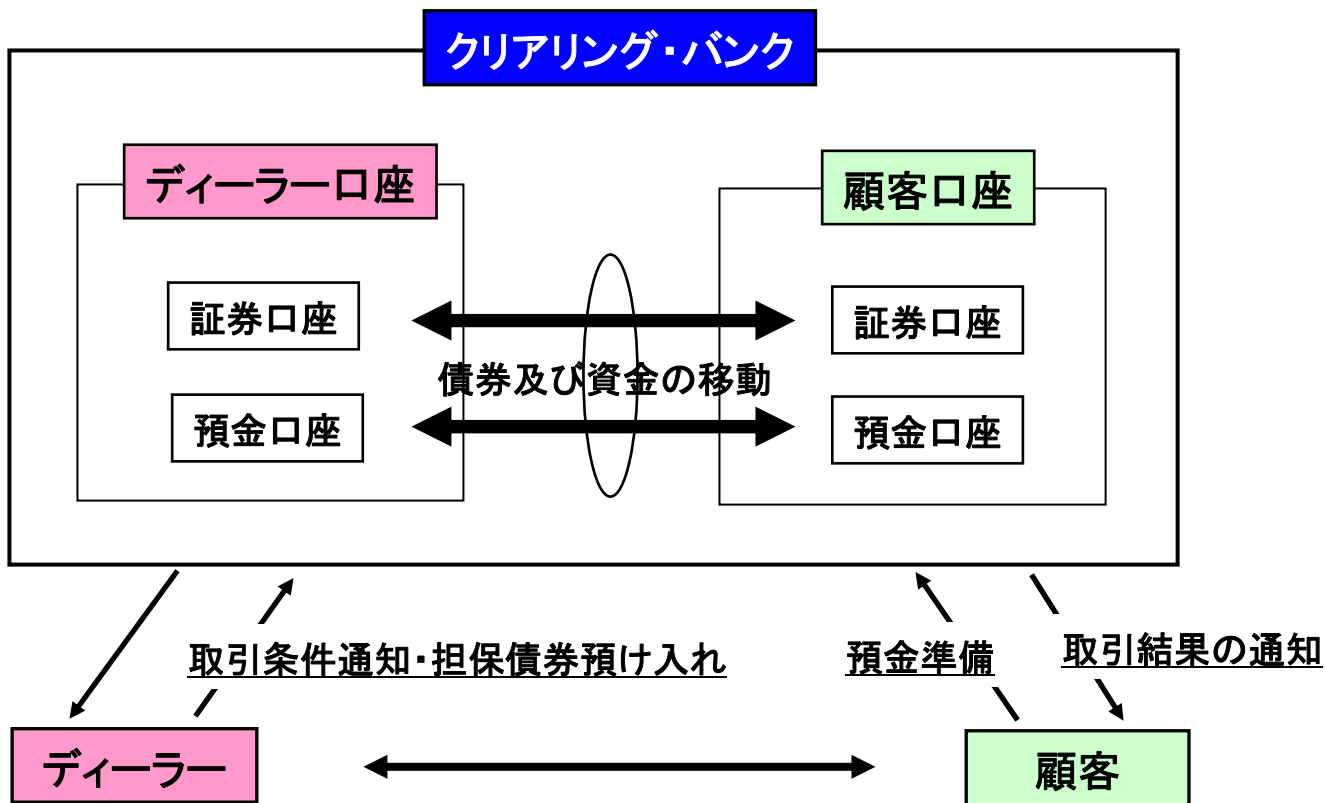 クリアリング・バンク
ディーラー口座
顧客口座
証券口座
証券口座
債券及び資金の移動
預金口座
預金口座
取引条件通知・担保債券預け入れ
預金準備
取引結果の通知
ディーラー
顧客